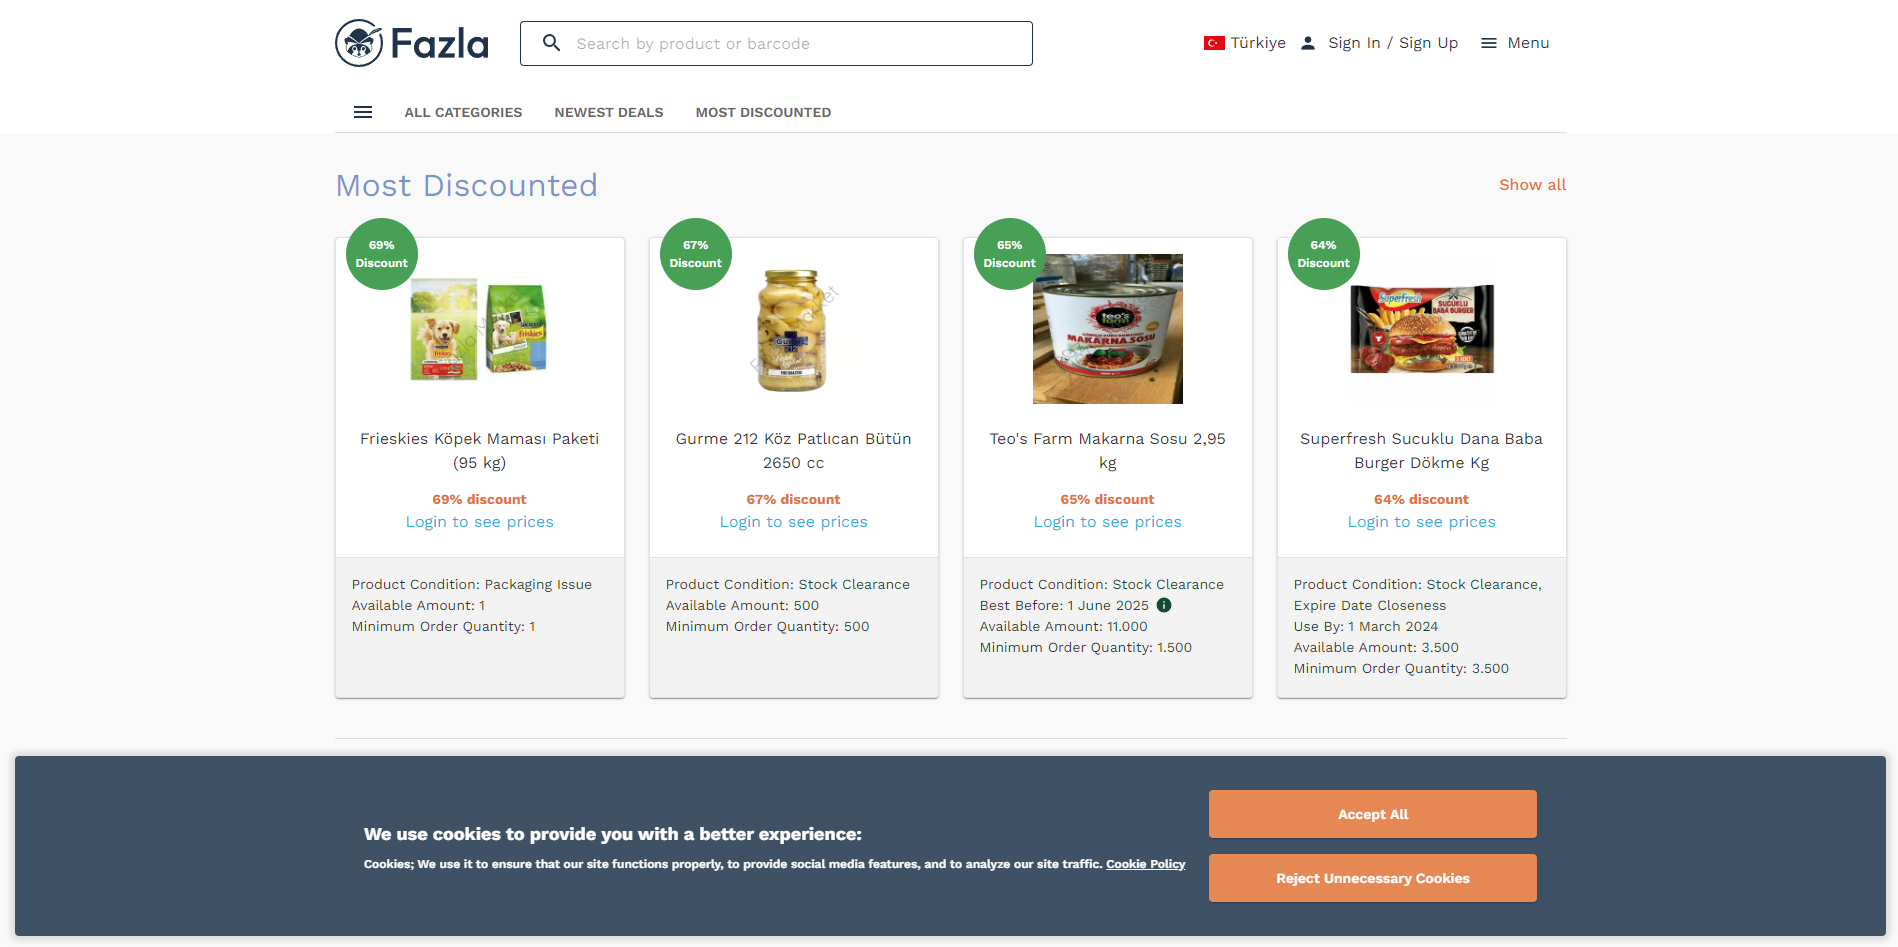 Fazla
Search by product or barcode
Türkiye
Sign In / Sign Up
Menu
ALL CATEGORIES
NEWEST DEALS
MOST DISCOUNTED
Most Discounted
Show all
69%
Discount
Friskies
Frieskies Köpek Maması Paketi
(95 kg)
69% discount
Login to see prices
Product Condition: Packaging Issue
Available Amount: 1
Minimum Order Quantity: 1
67%
Discount
Gurme 212 Köz Patlıcan Bütün
2650 cc
67% discount
Login to see prices
Product Condition: Stock Clearance
Available Amount: 500
Minimum Order Quantity: 500
65%
Discount
teo's
farm
MAKARNA SOSU
Teo's Farm Makarna Sosu 2,95
kg
65% discount
Login to see prices
Product Condition: Stock Clearance
Best Before: 1 June 2025
Available Amount: 11.000
Minimum Order Quantity: 1.500
64%
Discount
Superfresh
SUCUKLU
BABA BURGER
Superfresh Sucuklu Dana Baba
Burger Dökme Kg
64% discount
Login to see prices
Product Condition: Stock Clearance,
Expire Date Closeness
Use By: 1 March 2024
Available Amount: 3.500
Minimum Order Quantity: 3.500
We use cookies to provide you with a better experience:
Cookies; We use it to ensure that our site functions properly, to provide social media features, and to analyze our site traffic. Cookie Policy
Accept All
Reject Unnecessary Cookies